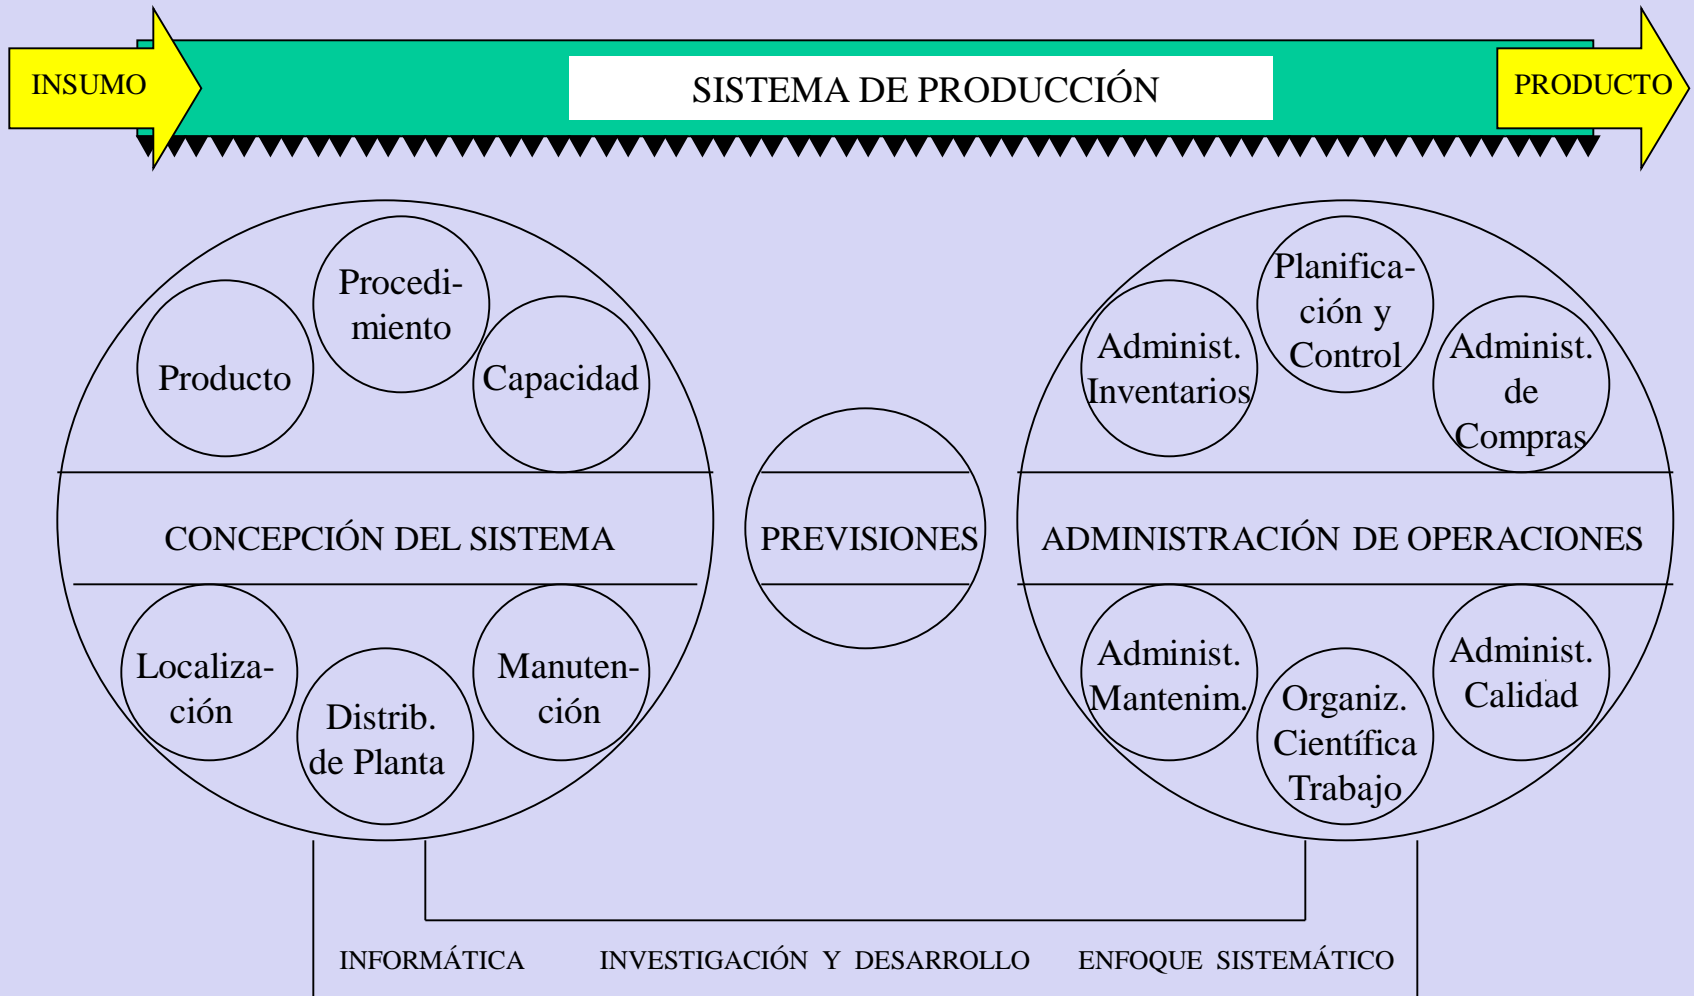 INSUMO
SISTEMA DE PRODUCCIÓN
PRODUCTO
Producto
Procedi-
miento
Capacidad
CONCEPCIÓN DEL SISTEMA
Localiza-
ción
Distrib.
de Planta
Manuten-
ción
PREVISIONES
Administ.
Inventarios
Planifica-
ción y
Control
Administ.
de
Compras
ADMINISTRACIÓN DE OPERACIONES
Administ.
Mantenim.
Organiz.
Científica
Trabajo
Administ.
Calidad
INFORMÁTICA
INVESTIGACIÓN Y DESARROLLO
ENFOQUE SISTEMÁTICO